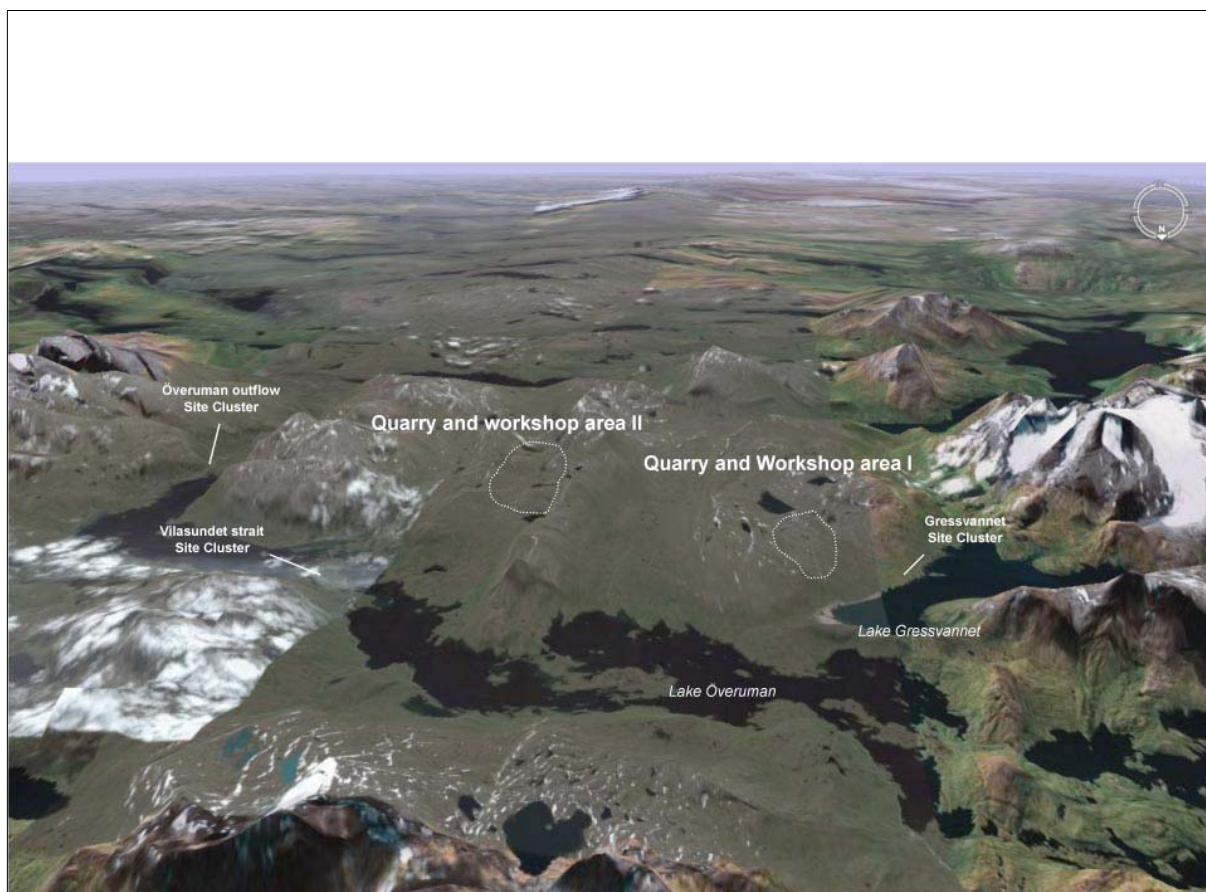 N
Överuman outflow
Site Cluster
Quarry and workshop area II
Quarry and Workshop area I
Vilasundet strait
Site Cluster
Gressvannet
Site Cluster
Lake Gressvannet
Lake Överuman